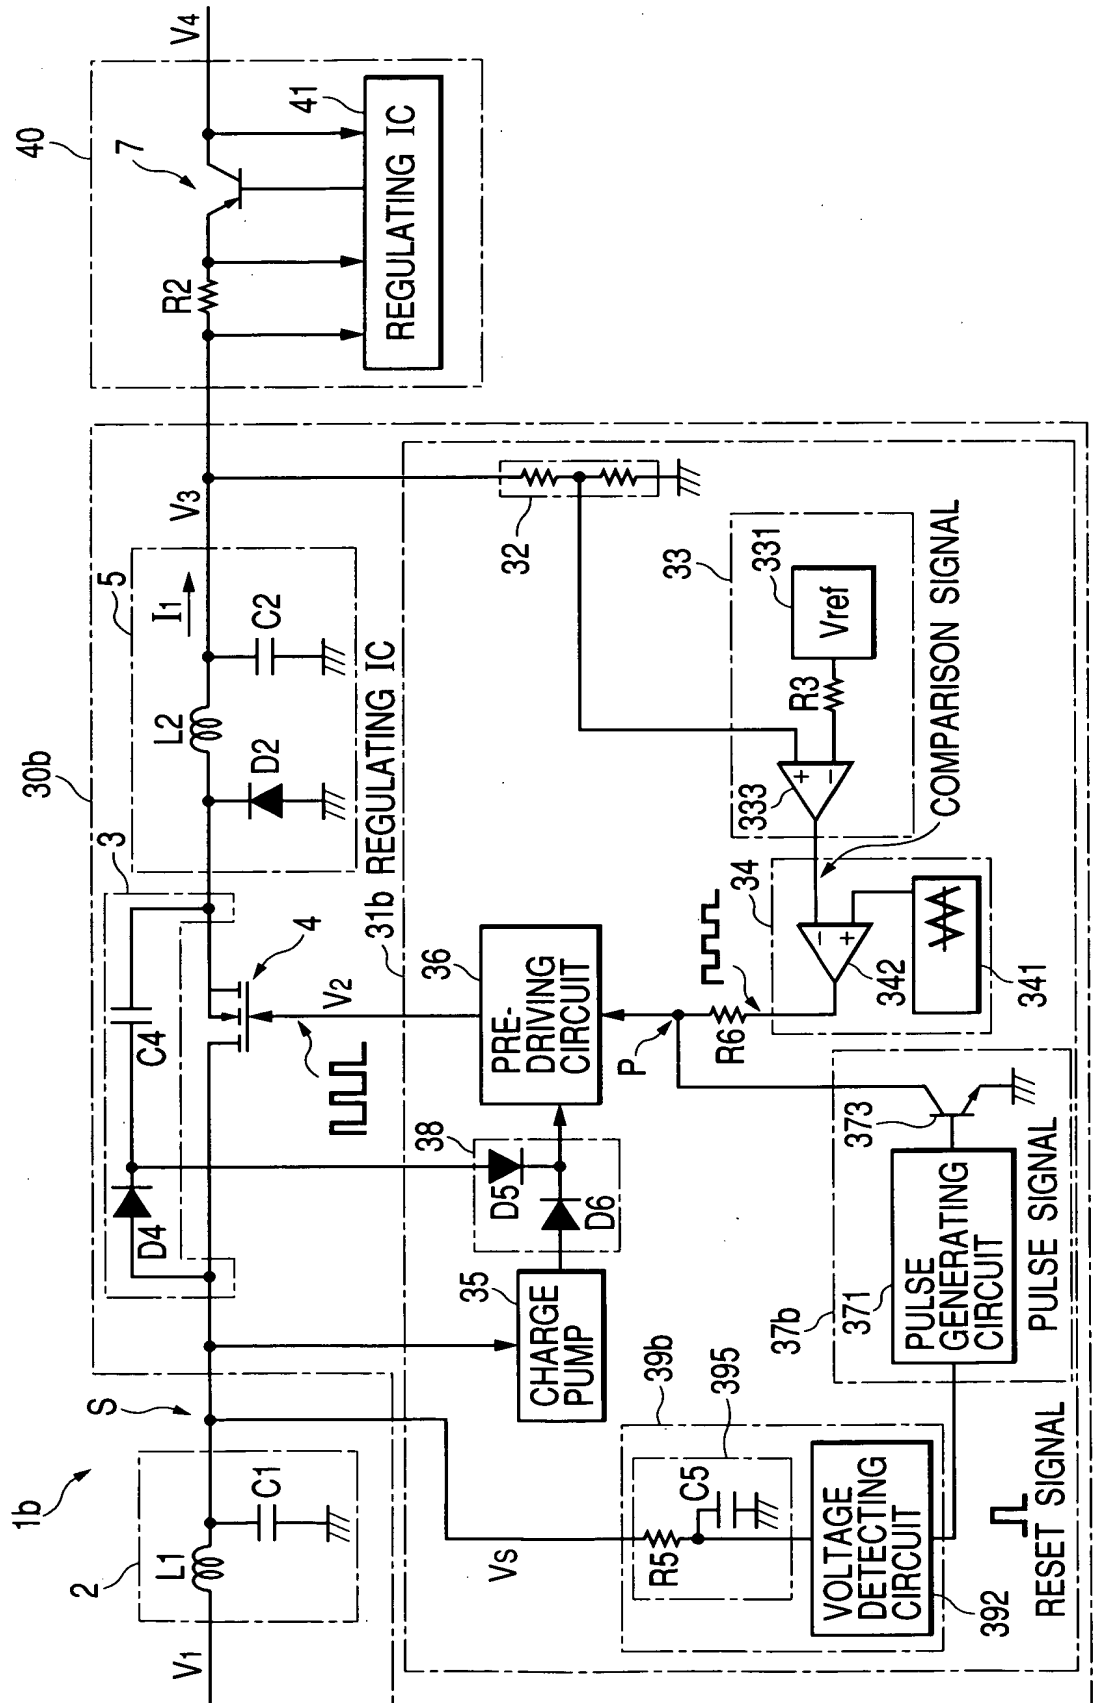 1b
2
L1
C1
V1
S
30b
3
D4
C4
4
V2
5
D2
L2
C2
I1
V3
40
R2
7
V4
REGULATING IC
41
31b REGULATING IC
VS
CHARGE
PUMP
35
38
D5
D6
PRE-
DRIVING
CIRCUIT
36
P
R6
32
33
331
Vref
R3
+
−
333
COMPARISON SIGNAL
34
−
+
342
341
39b
395
R5
C5
VOLTAGE
DETECTING
CIRCUIT
392
RESET SIGNAL
37b
371
PULSE
GENERATING
CIRCUIT
373
PULSE SIGNAL